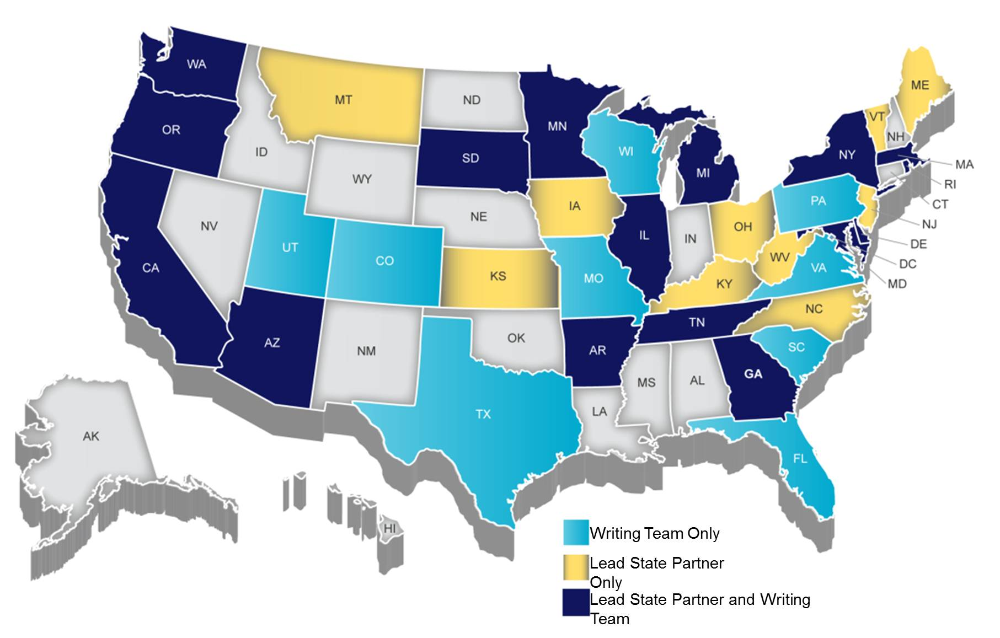 WA
OR
CA
NV
ID
MT
WY
UT
CO
AZ
NM
ND
SD
NE
KS
OK
TX
MN
IA
MO
AR
LA
WI
IL
MI
IN
OH
KY
TN
MS
AL
GA
FL
SC
NC
VA
WV
PA
NY
VT
NH
ME
MA
RI
CT
NJ
DE
DC
MD
AK
HI
Writing Team Only
Lead State Partner
Only
Lead State Partner and Writing
Team